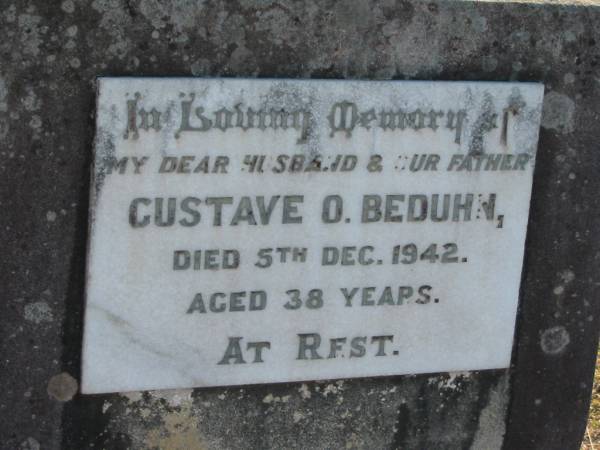 In Loving Memory of
MY DEAR HUSBAND & OUR FATHER
GUSTAVE O. BEDUHN,
DIED 5TH DEC. 1942.
AGED 38 YEARS.
AT REST.